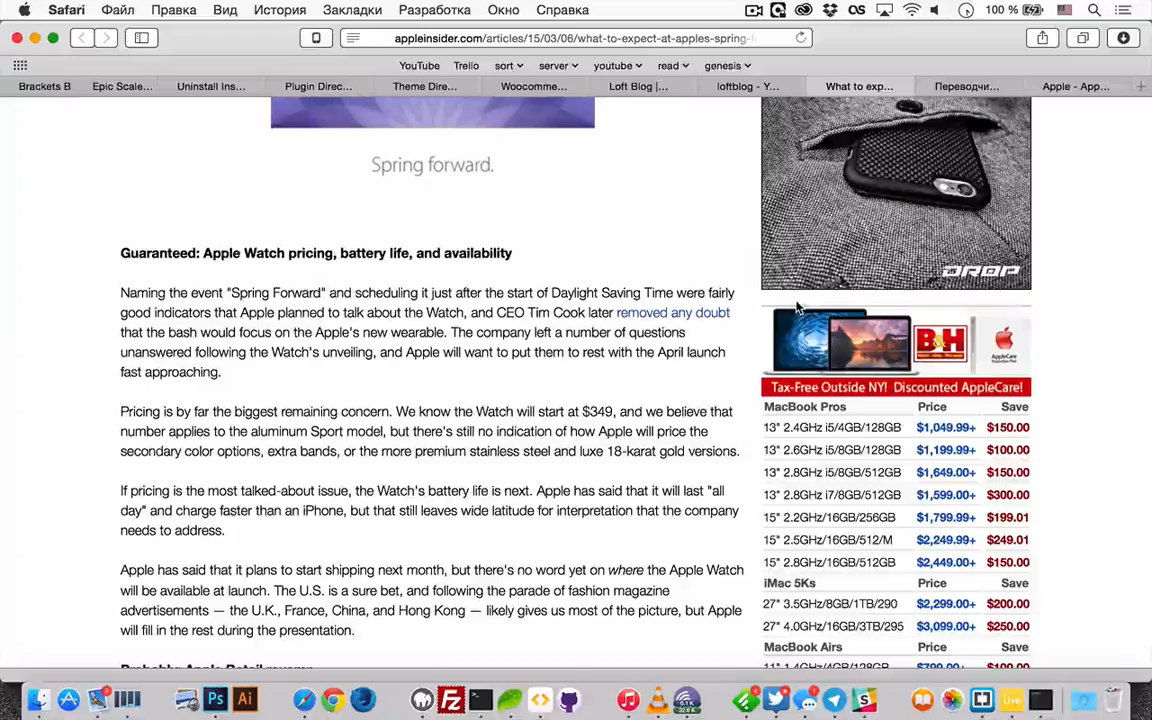 Safari Файл Правка Вид История Закладки Разработка Окно Справка 100 %
appleinsider.com/articles/15/03/06/what-to-expect-at-apples-spring-
YouTube Trello sort server youtube read genesis
Brackets B Epic Scale... Uninstall Ins... Plugin Direc... Theme Dire... Woocomme... Loft Blog |... loftblog - Y... What to exp... Переводчи... Apple - App...
Spring forward.
DROP
Guaranteed: Apple Watch pricing, battery life, and availability
Naming the event "Spring Forward" and scheduling it just after the start of Daylight Saving Time were fairly
good indicators that Apple planned to talk about the Watch, and CEO Tim Cook later removed any doubt
that the bash would focus on the Apple's new wearable. The company left a number of questions
unanswered following the Watch's unveiling, and Apple will want to put them to rest with the April launch
fast approaching.
Pricing is by far the biggest remaining concern. We know the Watch will start at $349, and we believe that
number applies to the aluminum Sport model, but there's still no indication of how Apple will price the
secondary color options, extra bands, or the more premium stainless steel and luxe 18-karat gold versions.
If pricing is the most talked-about issue, the Watch's battery life is next. Apple has said that it will last "all
day" and charge faster than an iPhone, but that still leaves wide latitude for interpretation that the company
needs to address.
Apple has said that it plans to start shipping next month, but there's no word yet on where the Apple Watch
will be available at launch. The U.S. is a sure bet, and following the parade of fashion magazine
advertisements — the U.K., France, China, and Hong Kong — likely gives us most of the picture, but Apple
will fill in the rest during the presentation.
Probably: Apple Retail revamp
B&H AppleCare
Tax-Free Outside NY! Discounted AppleCare!
MacBook Pros Price Save
13" 2.4GHz i5/4GB/128GB $1,049.99+ $150.00
13" 2.6GHz i5/8GB/128GB $1,199.99+ $100.00
13" 2.8GHz i5/8GB/512GB $1,649.00+ $150.00
13" 2.8GHz i7/8GB/512GB $1,599.00+ $300.00
15" 2.2GHz/16GB/256GB $1,799.99+ $199.01
15" 2.5GHz/16GB/512/M $2,249.99+ $249.01
15" 2.8GHz/16GB/512GB $2,449.00+ $150.00
iMac 5Ks Price Save
27" 3.5GHz/8GB/1TB/290 $2,299.00+ $200.00
27" 4.0GHz/16GB/3TB/295 $3,099.00+ $250.00
MacBook Airs Price Save
11" 1.4GHz/4GB/128GB $799.00+ $100.00
Ps Ai Fz Live